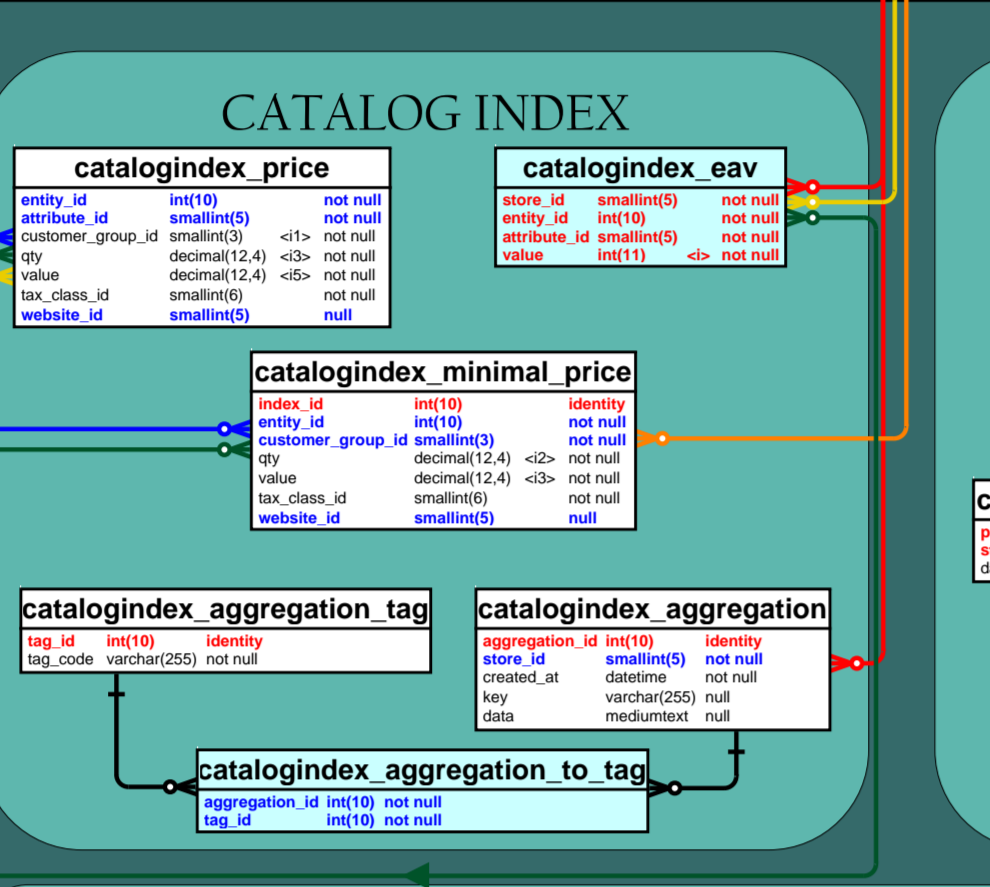 CATALOG INDEX
catalogindex_price
entity_id int(10) not null
attribute_id smallint(5) not null
customer_group_id smallint(3) <i1> not null
qty decimal(12,4) <i3> not null
value decimal(12,4) <i5> not null
tax_class_id smallint(6) not null
website_id smallint(5) null
catalogindex_eav
store_id smallint(5) not null
entity_id int(10) not null
attribute_id smallint(5) not null
value int(11) <i> not null
catalogindex_minimal_price
index_id int(10) identity
entity_id int(10) not null
customer_group_id smallint(3) not null
qty decimal(12,4) <i2> not null
value decimal(12,4) <i3> not null
tax_class_id smallint(6) not null
website_id smallint(5) null
catalogindex_aggregation_tag
tag_id int(10) identity
tag_code varchar(255) not null
catalogindex_aggregation
aggregation_id int(10) identity
store_id smallint(5) not null
created_at datetime not null
key varchar(255) null
data mediumtext null
catalogindex_aggregation_to_tag
aggregation_id int(10) not null
tag_id int(10) not null